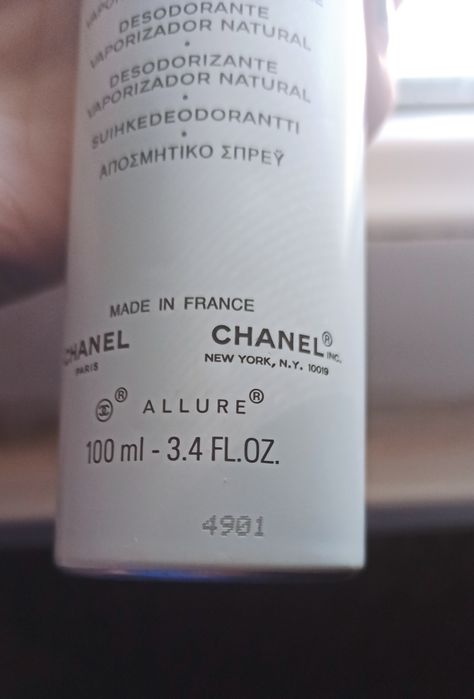 DESODORANTE
VAPORIZADOR NATURAL
•
DESODORIZANTE
VAPORIZADOR NATURAL
•
SUIHKEDEODORANTTI
•
ΑΠΟΣΜΗΤΙΚΟ ΣΠΡΕΫ
MADE IN FRANCE
CHANEL CHANEL® INC.
PARIS NEW YORK, N.Y. 10019
® ALLURE®
100 ml - 3.4 FL.OZ.
4901